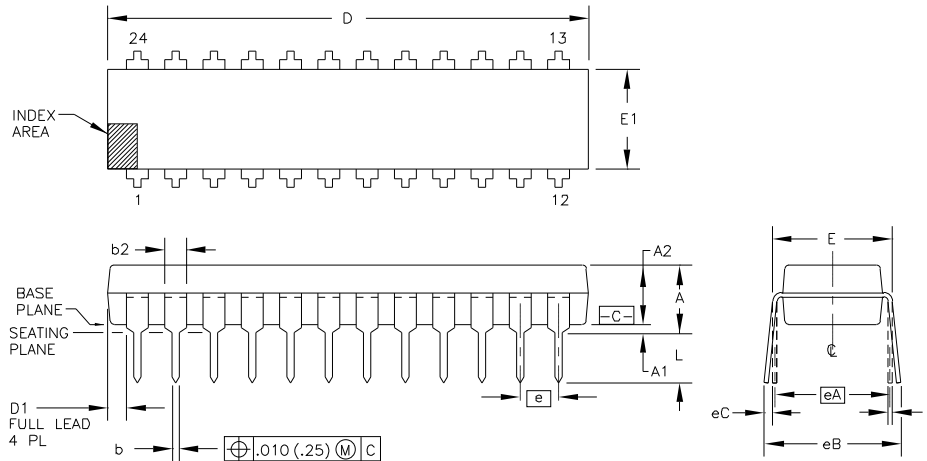 D
24
13
INDEX
AREA
E1
1
12
b2
A2
E
BASE
PLANE
A
-C-
SEATING
PLANE
L
A1
e
eA
D1
FULL LEAD
4 PL
eC
eB
b
⌖ .010 (.25) Ⓜ C
℄